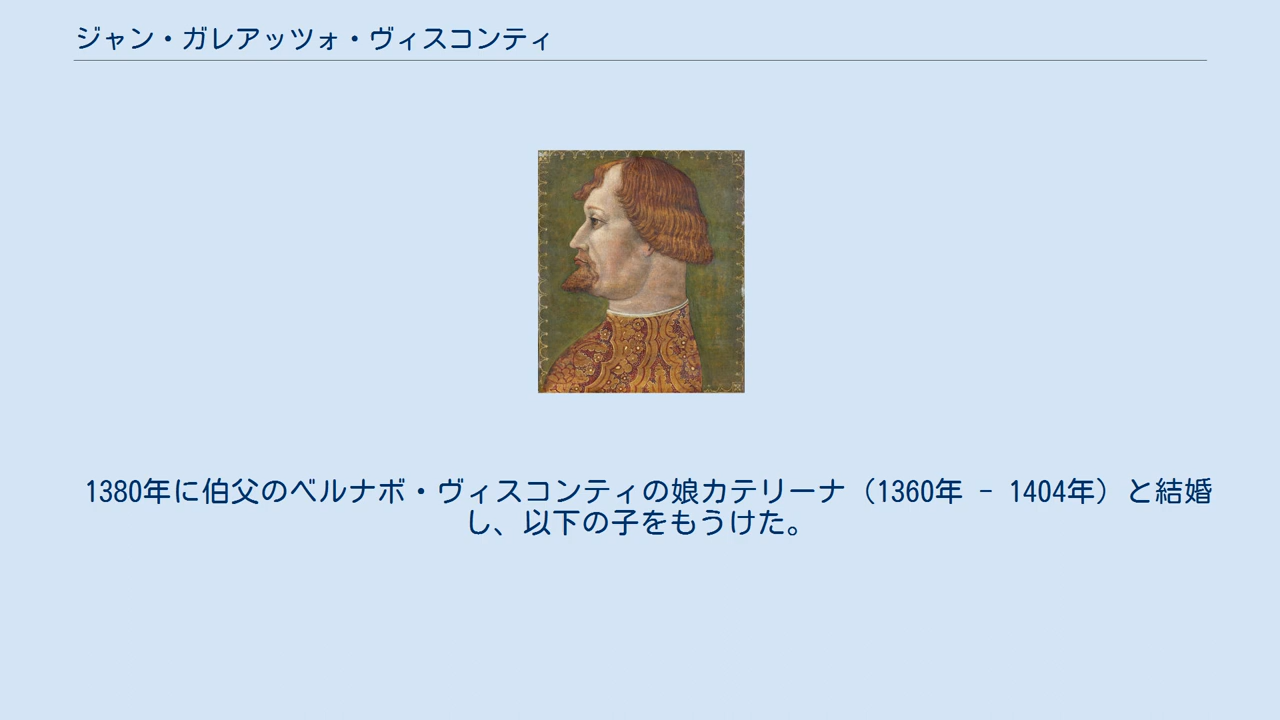 ジャン・ガレアッツォ・ヴィスコンティ
1380年に伯父のベルナボ・ヴィスコンティの娘カテリーナ（1360年 - 1404年）と結婚
し、以下の子をもうけた。